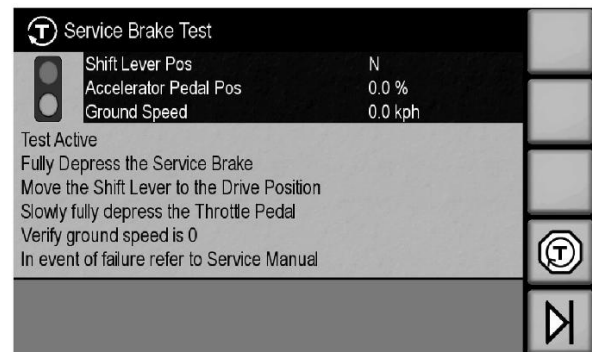 T Service Brake Test
Shift Lever Pos N
Accelerator Pedal Pos 0.0 %
Ground Speed 0.0 kph
Test Active
Fully Depress the Service Brake
Move the Shift Lever to the Drive Position
Slowly fully depress the Throttle Pedal
Verify ground speed is 0
In event of failure refer to Service Manual
T